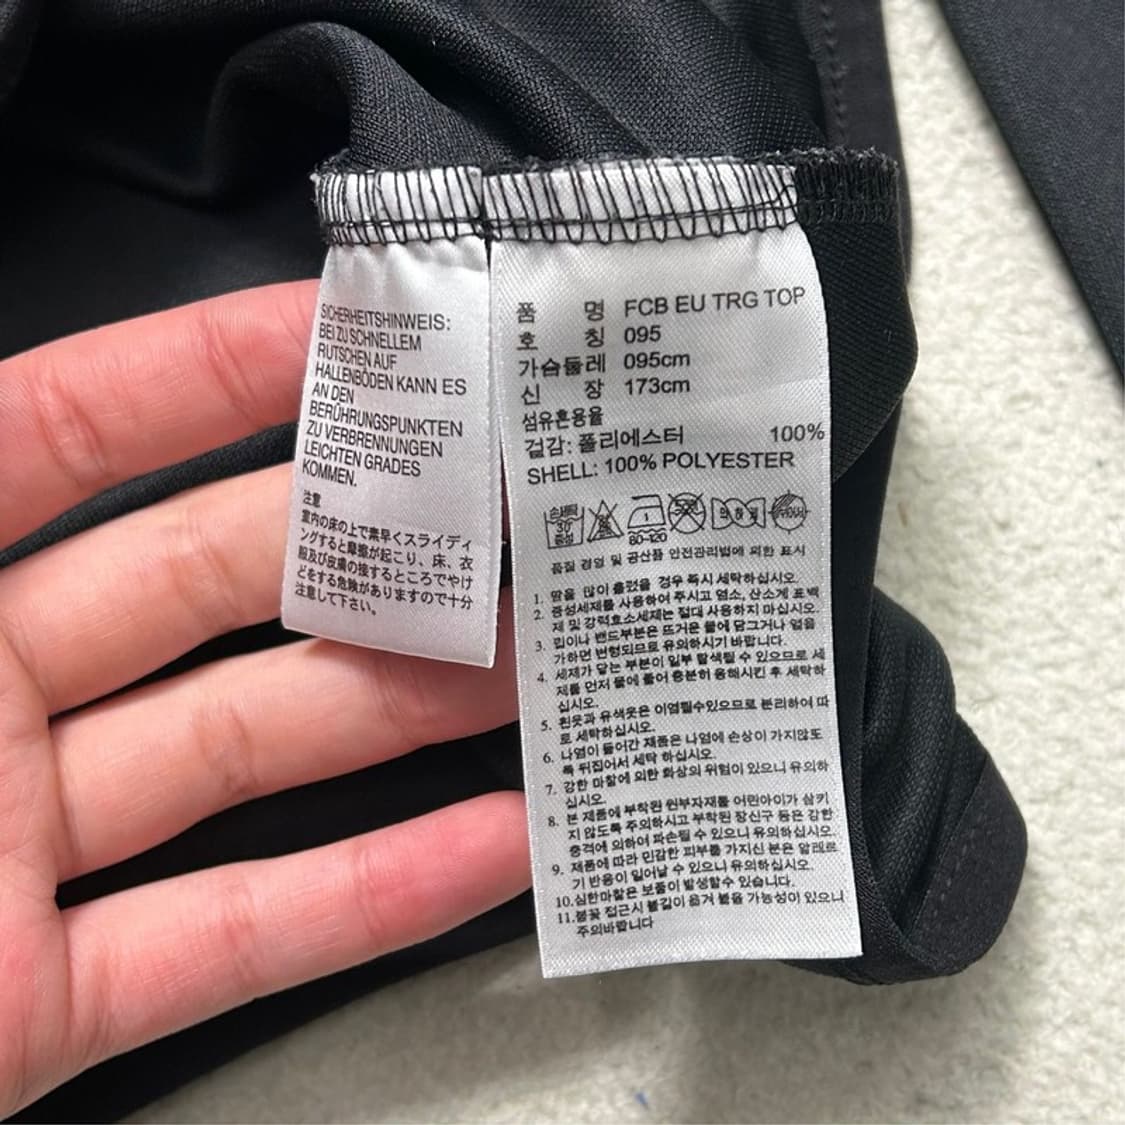 SICHERHEITSHINWEIS:
BEI ZU SCHNELLEM
RUTSCHEN AUF
HALLENBÖDEN KANN ES
AN DEN
BERÜHRUNGSPUNKTEN
ZU VERBRENNUNGEN
LEICHTEN GRADES
KOMMEN.
注意
室内の床の上で素早くスライディ
ングすると摩擦が起こり、床、衣
服及び皮膚の接するところでやけ
どをする危険がありますので十分
注意して下さい。
품 명 FCB EU TRG TOP
호 칭 095
가슴둘레 095cm
신 장 173cm
섬유혼용율
겉감: 폴리에스터 100%
SHELL: 100% POLYESTER
손세탁
30°
중성
1
80-120
품질 경영 및 공산품 안전관리법에 의한 표시
1. 땀을 많이 흘렸을 경우 즉시 세탁하십시오.
2. 중성세제를 사용하여 주시고 염소, 산소계 표백
제 및 강력효소세제는 절대 사용하지 마십시오.
3. 립이나 밴드부분은 뜨거운 물에 담그거나 열을
가하면 변형되므로 유의하시기 바랍니다.
4. 세제가 닿는 부분이 일부 탈색될 수 있으므로 세
제를 먼저 물에 풀어 충분히 용해시킨 후 세탁하
십시오.
5. 흰옷과 유색옷은 이염될수있으므로 분리하여 따
로 세탁하십시오.
6. 나염이 들어간 제품은 나염에 손상이 가지않도
록 뒤집어서 세탁 하십시오.
7. 강한 마찰에 의한 화상의 위험이 있으니 유의하
십시오.
8. 본 제품에 부착된 원부자재를 어린아이가 삼키
지 않도록 주의하시고 부착된 장신구 등은 강한
충격에 의하여 파손될 수 있으니 유의하십시오.
9. 제품에 따라 민감한 피부를 가지신 분은 알레르
기 반응이 일어날 수 있으니 유의하십시오.
10.심한마찰은 보풀이 발생할수 있습니다.
11.불꽃 접근시 불길이 옮겨 붙을 가능성이 있으니
주의바랍니다